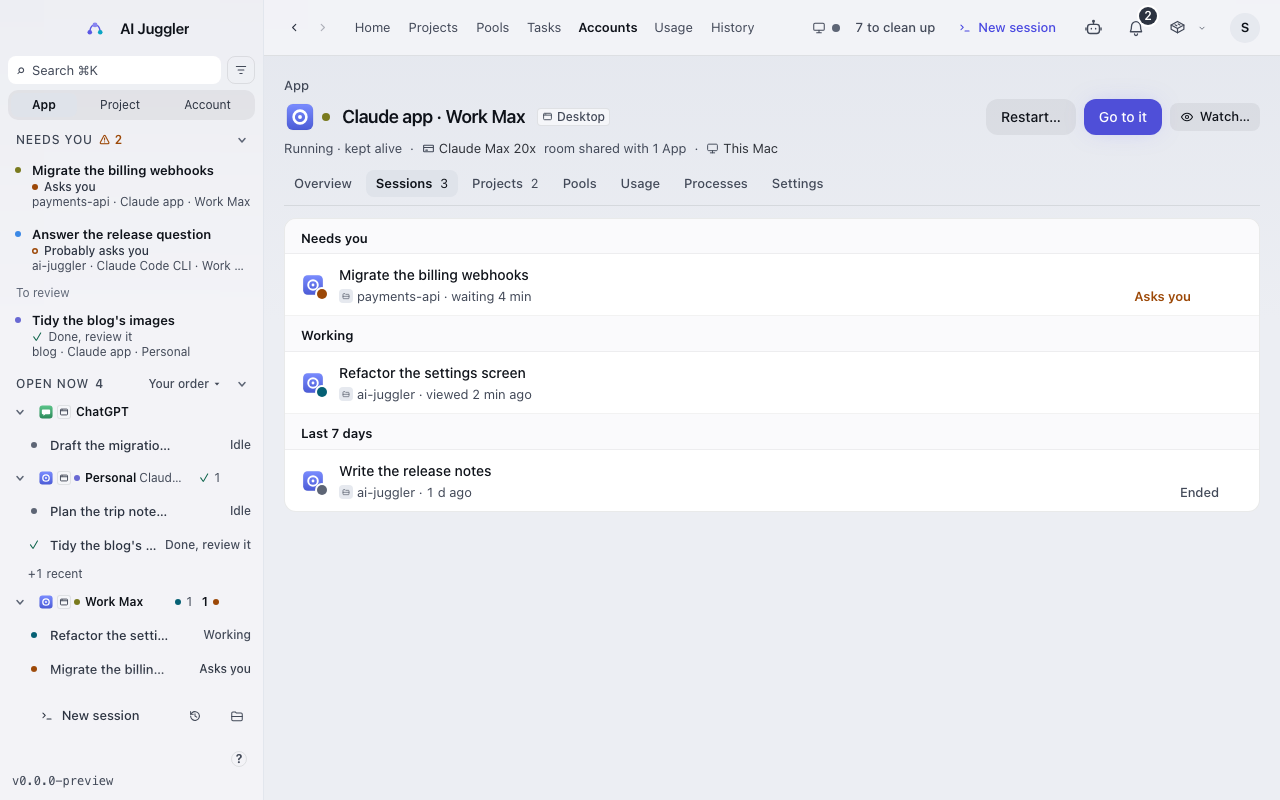 AI Juggler
Search ⌘K
App Project Account
NEEDS YOU 2
Migrate the billing webhooks
Asks you
payments-api · Claude app · Work Max
Answer the release question
Probably asks you
ai-juggler · Claude Code CLI · Work ...
To review
Tidy the blog's images
Done, review it
blog · Claude app · Personal
OPEN NOW 4 Your order
ChatGPT
Draft the migratio... Idle
Personal Claud... 1
Plan the trip note... Idle
Tidy the blog's ... Done, review it
+1 recent
Work Max 1 1
Refactor the setti... Working
Migrate the billin... Asks you
New session
?
v0.0.0-preview
Home Projects Pools Tasks Accounts Usage History 7 to clean up New session 2 S
App
Claude app · Work Max Desktop Restart... Go to it Watch...
Running · kept alive · Claude Max 20x room shared with 1 App · This Mac
Overview Sessions 3 Projects 2 Pools Usage Processes Settings
Needs you
Migrate the billing webhooks
payments-api · waiting 4 min Asks you
Working
Refactor the settings screen
ai-juggler · viewed 2 min ago
Last 7 days
Write the release notes
ai-juggler · 1 d ago Ended